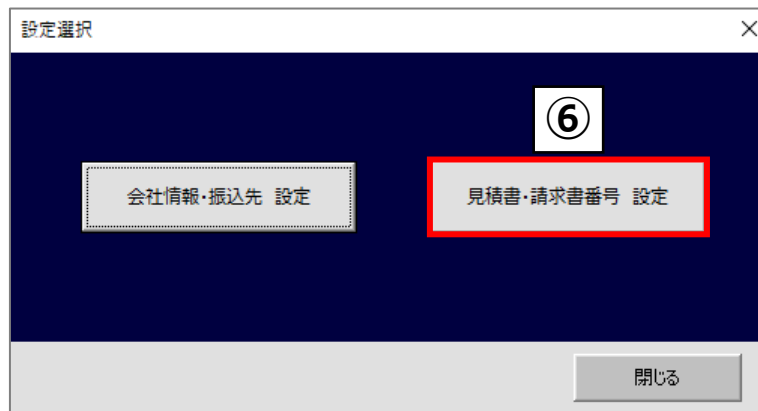 設定選択
⑥
会社情報・振込先 設定
見積書・請求書番号 設定
閉じる